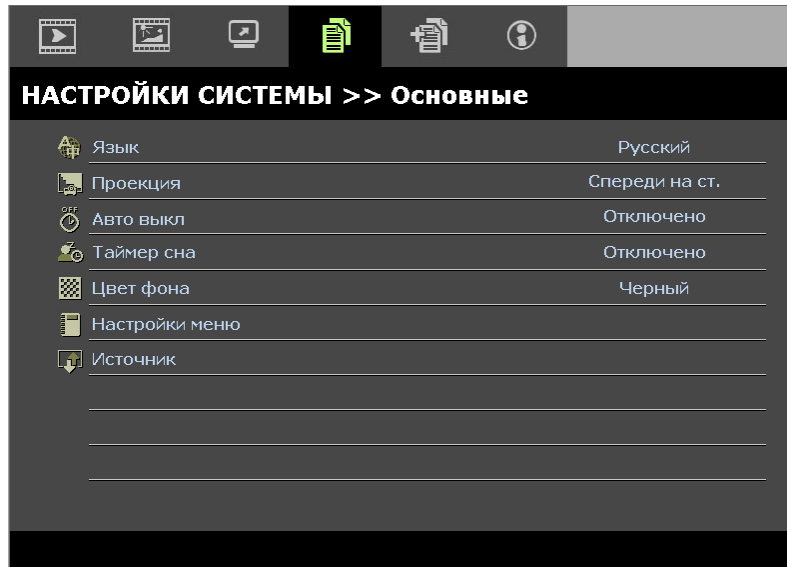 НАСТРОЙКИ СИСТЕМЫ >> Основные
Язык Русский
Проекция Спереди на ст.
OFF
Авто выкл Отключено
Таймер сна Отключено
Цвет фона Черный
Настройки меню
Источник